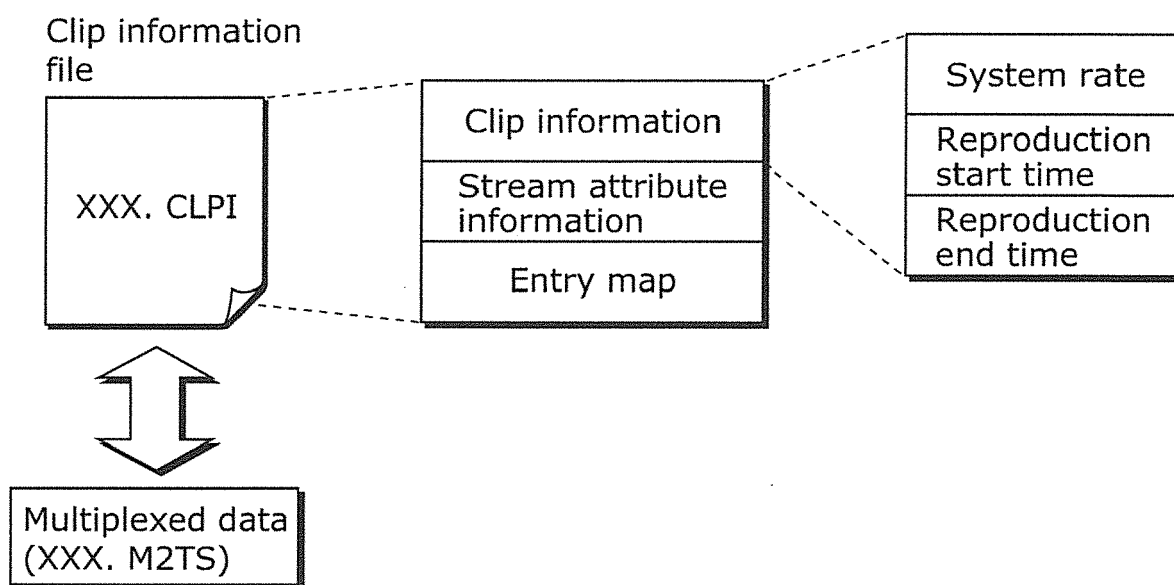 Clip information
file
XXX. CLPI
Multiplexed data
(XXX. M2TS)
Clip information
Stream attribute
information
Entry map
System rate
Reproduction
start time
Reproduction
end time